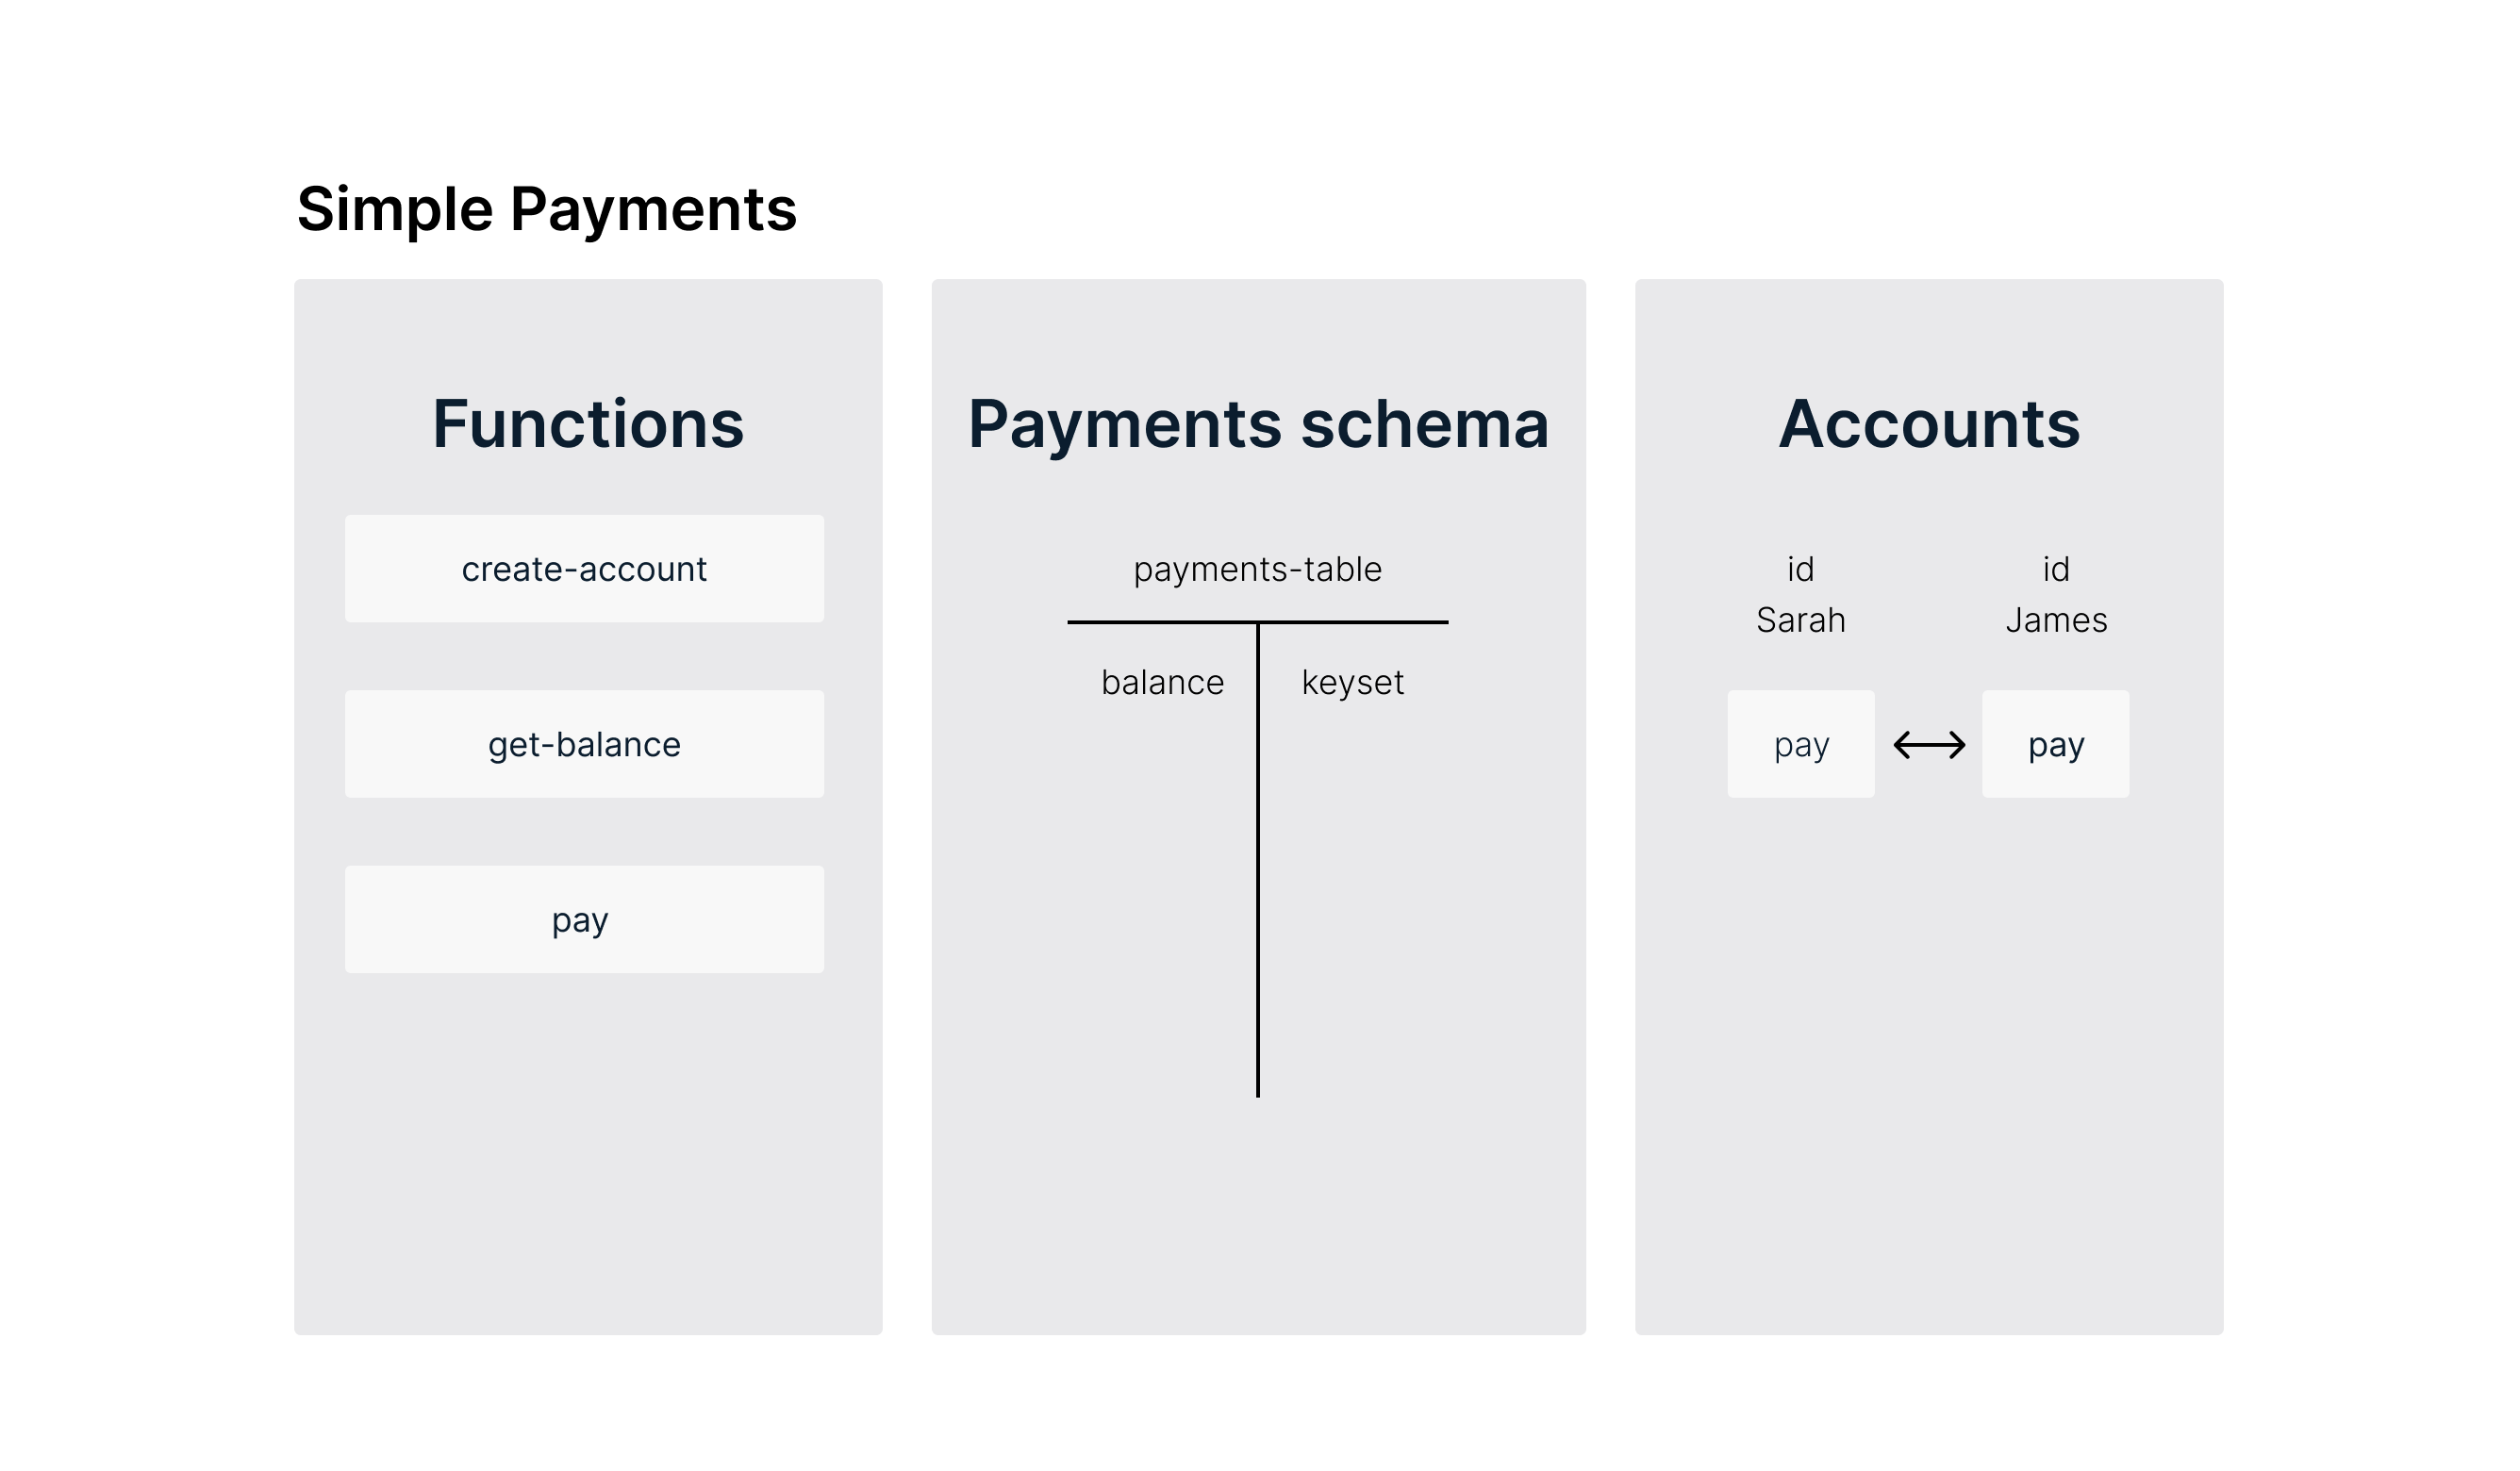 Simple Payments
Functions
create-account
get-balance
pay
Payments schema
payments-table
balance
keyset
Accounts
id
Sarah
id
James
pay
pay